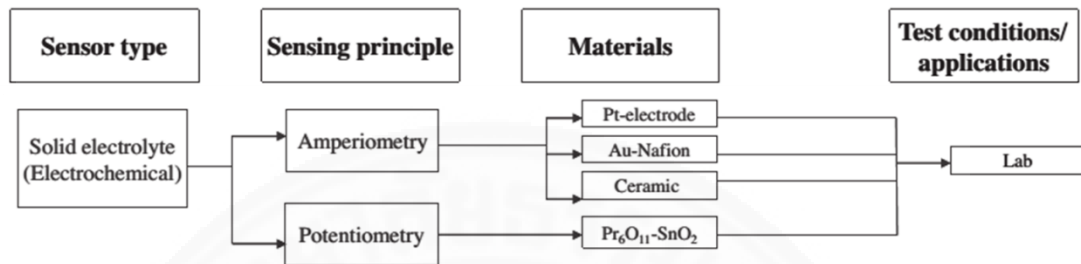 Sensor type
Sensing principle
Materials
Test conditions/
applications
Solid electrolyte
(Electrochemical)
Amperiometry
Potentiometry
Pt-electrode
Au-Nafion
Ceramic
Pr₆O₁₁-SnO₂
Lab